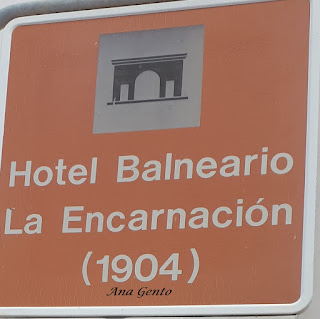 Hotel Balneario
La Encarnación
(1904)
Ana Gento